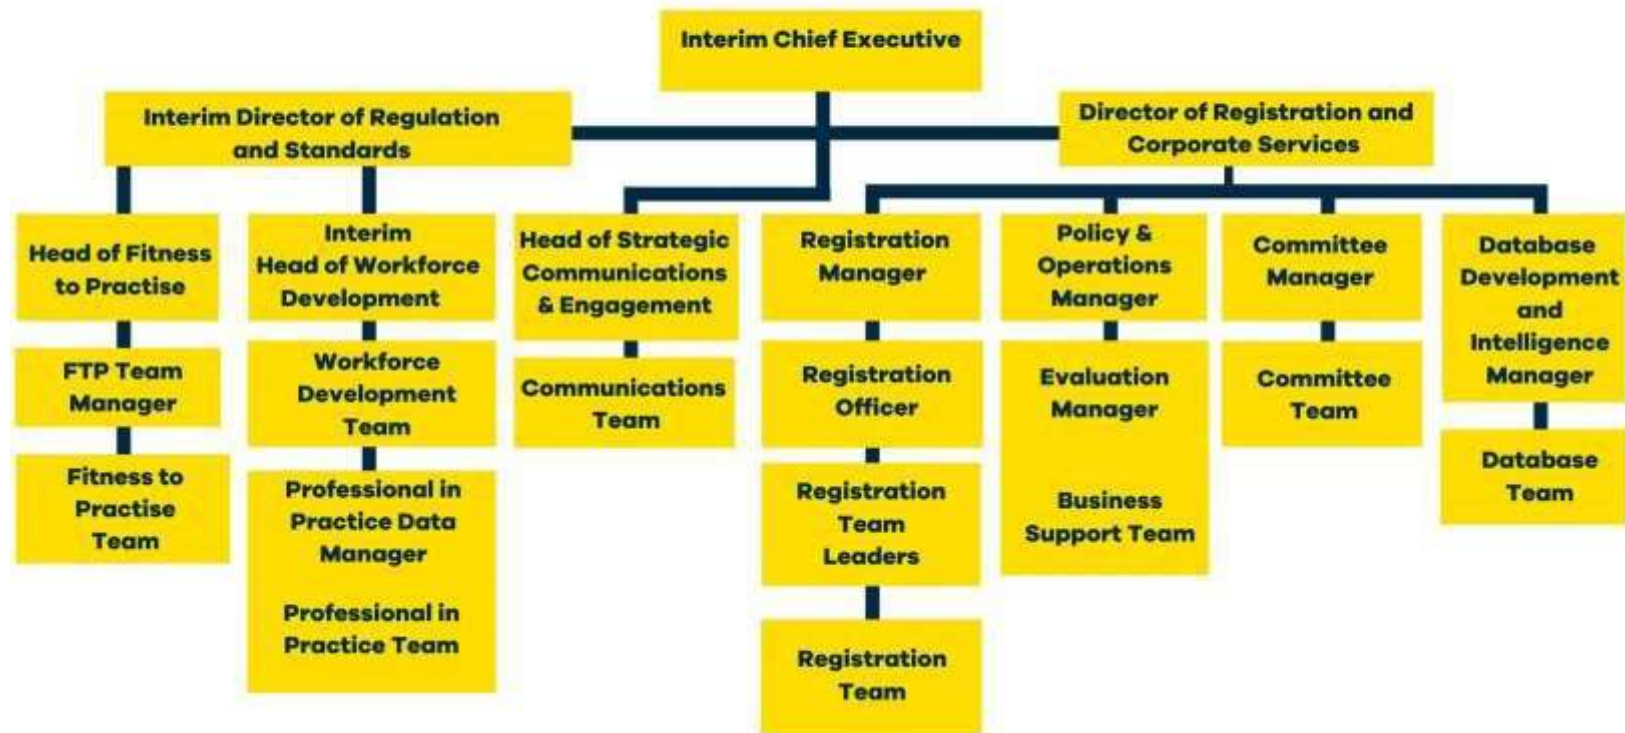 Interim Chief Executive
Interim Director of Regulation
and Standards
Director of Registration and
Corporate Services
Head of Fitness
to Practise
Interim
Head of Workforce
Development
Head of Strategic
Communications
& Engagement
Registration
Manager
Policy &
Operations
Manager
Committee
Manager
Database
Development
and
Intelligence
Manager
FTP Team
Manager
Workforce
Development
Team
Communications
Team
Registration
Officer
Evaluation
Manager
Business
Support Team
Committee
Team
Database
Team
Fitness to
Practise
Team
Professional in
Practice Data
Manager
Professional in
Practice Team
Registration
Team
Leaders
Registration
Team